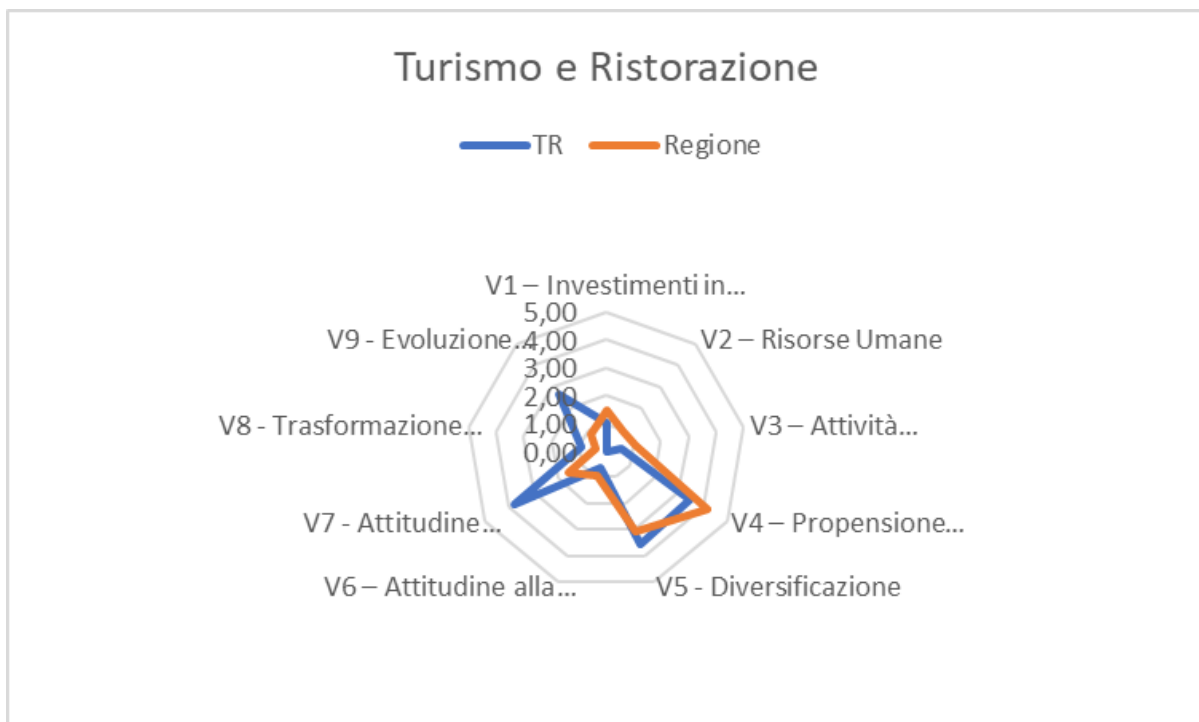 Turismo e Ristorazione
TR Regione
V1 – Investimenti in...
5,00
4,00
3,00
2,00
1,00
0,00
V2 – Risorse Umane
V3 – Attività...
V4 – Propensione...
V5 - Diversificazione
V6 – Attitudine alla...
V7 - Attitudine...
V8 - Trasformazione...
V9 - Evoluzione...